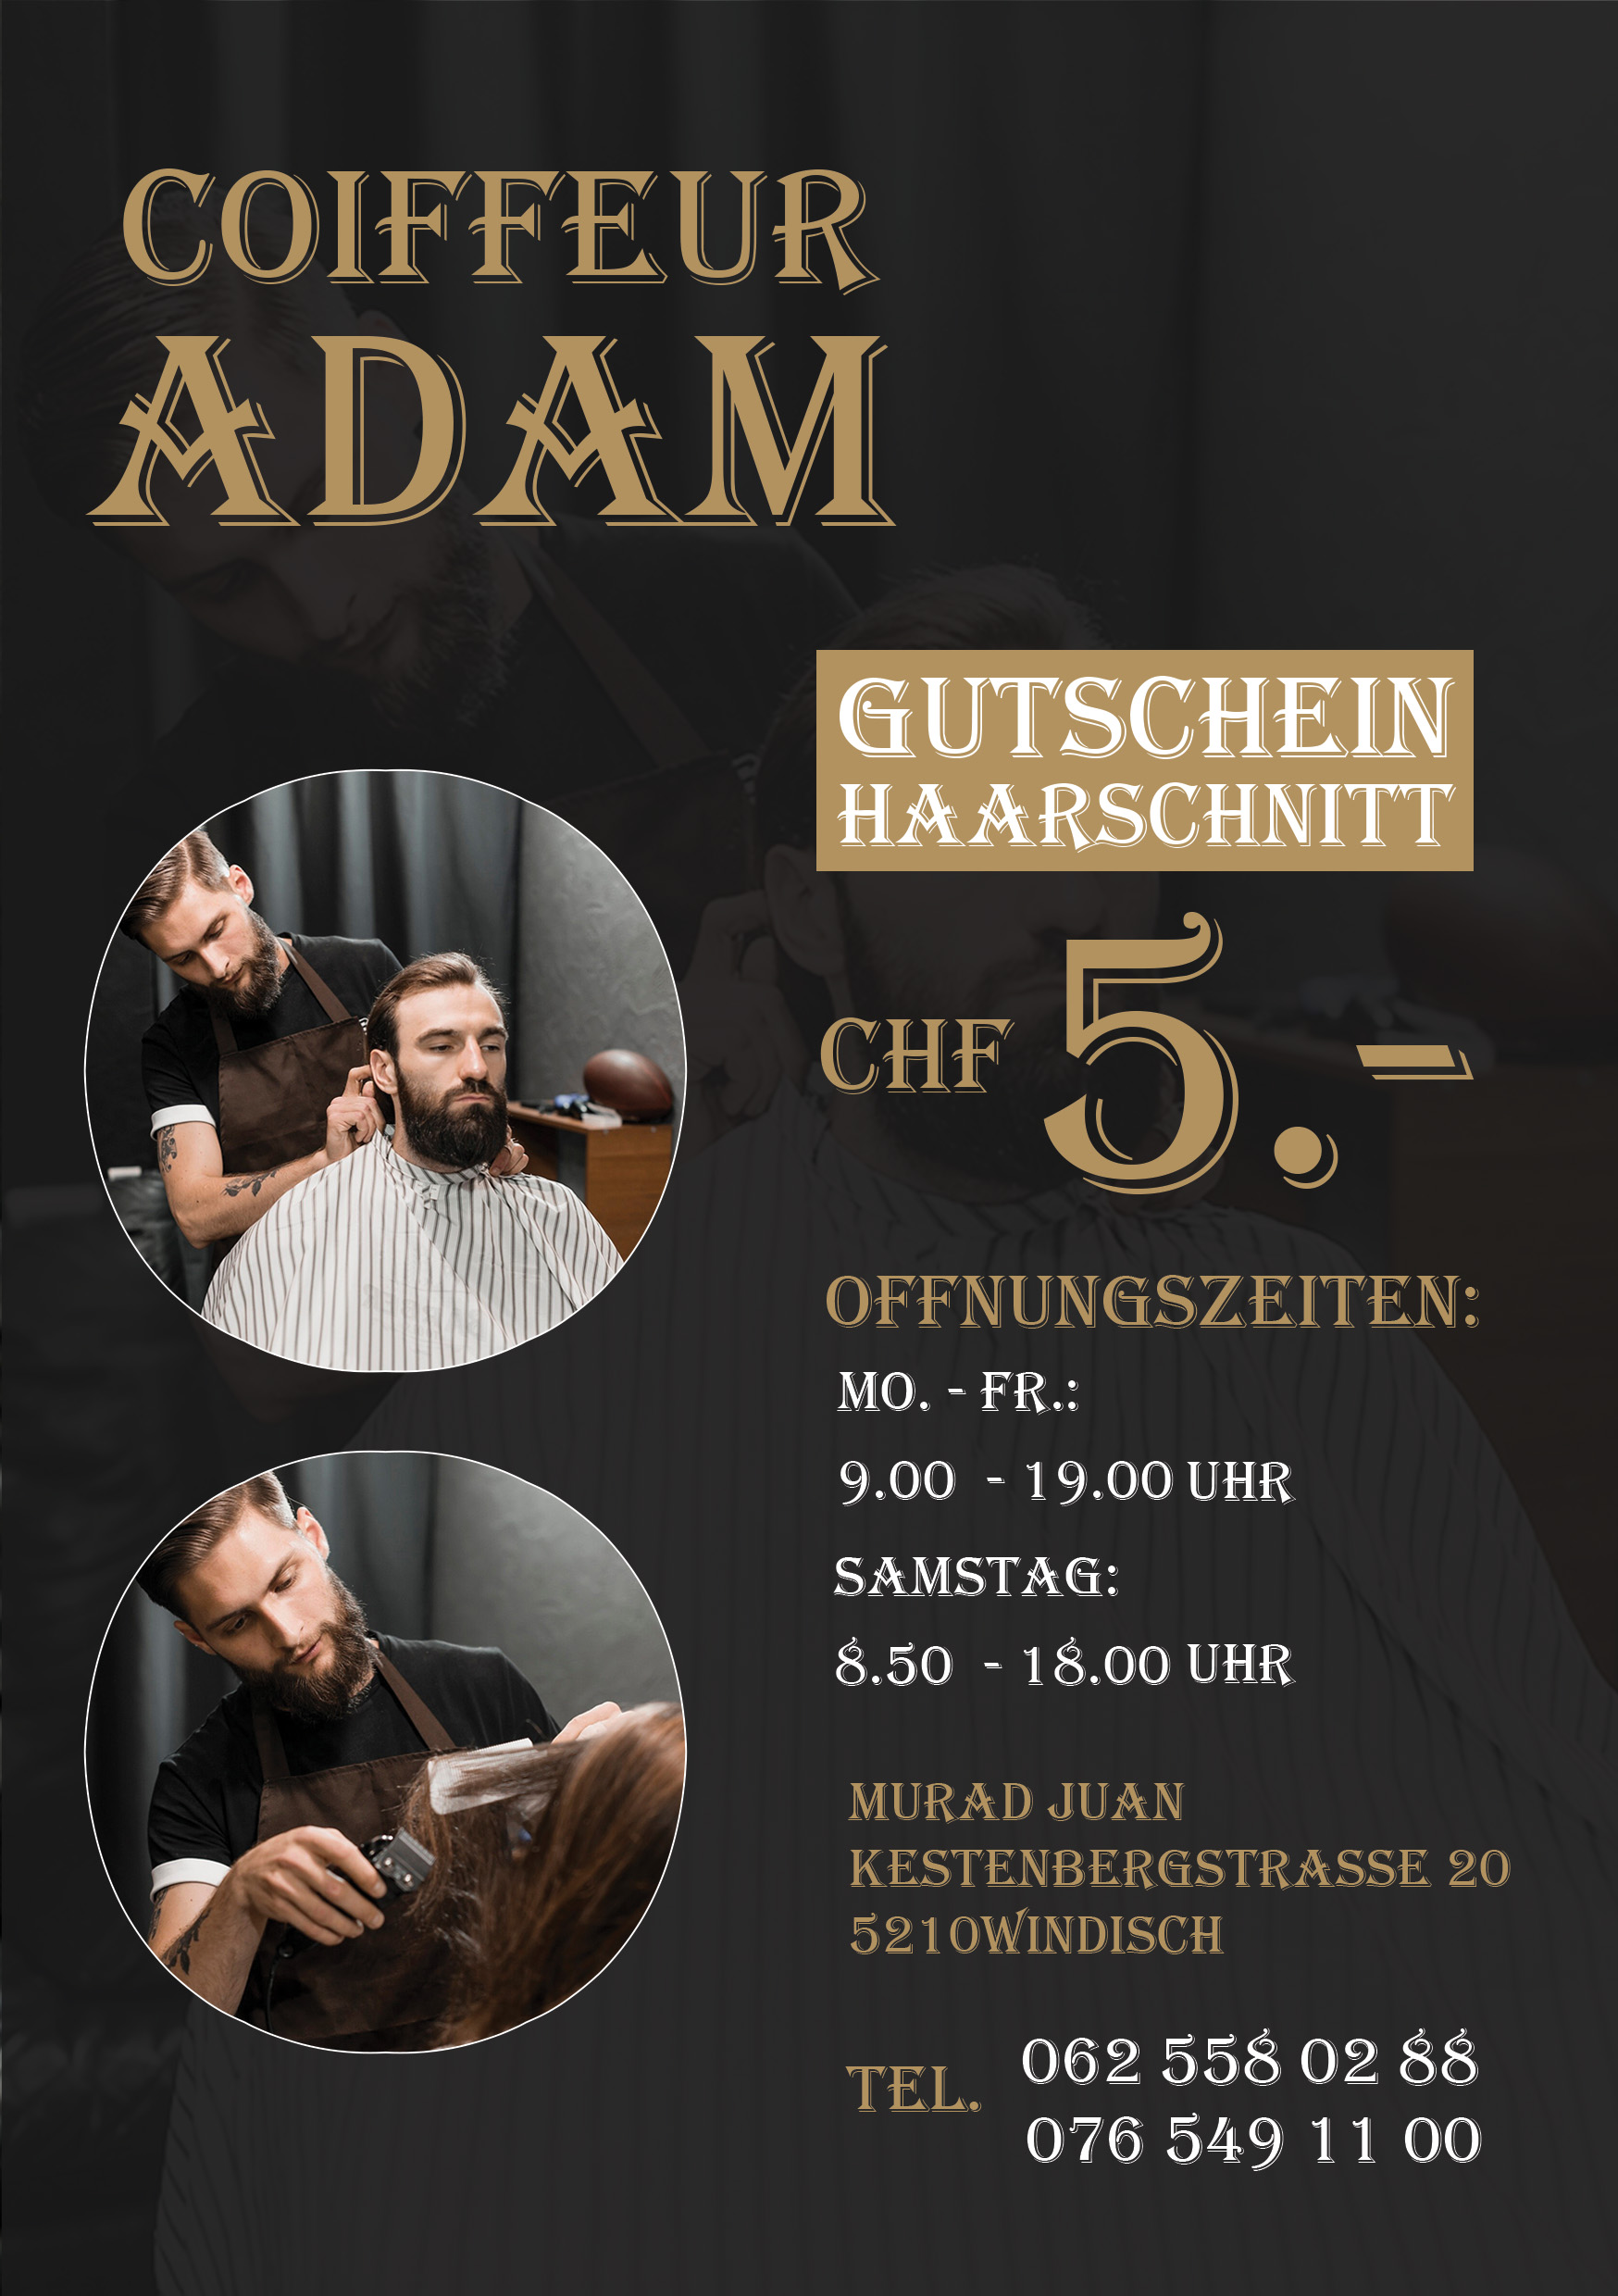 COIFFEUR
ADAM
GUTSCHEIN
HAARSCHNITT
CHF 5. -
OFFNUNGSZEITEN:
MO. - FR.:
9.00 - 19.00 UHR
SAMSTAG:
8.50 - 18.00 UHR
MURAD JUAN
KESTENBERGSTRASSE 20
5210WINDISCH
TEL. 062 558 02 88
076 549 11 00